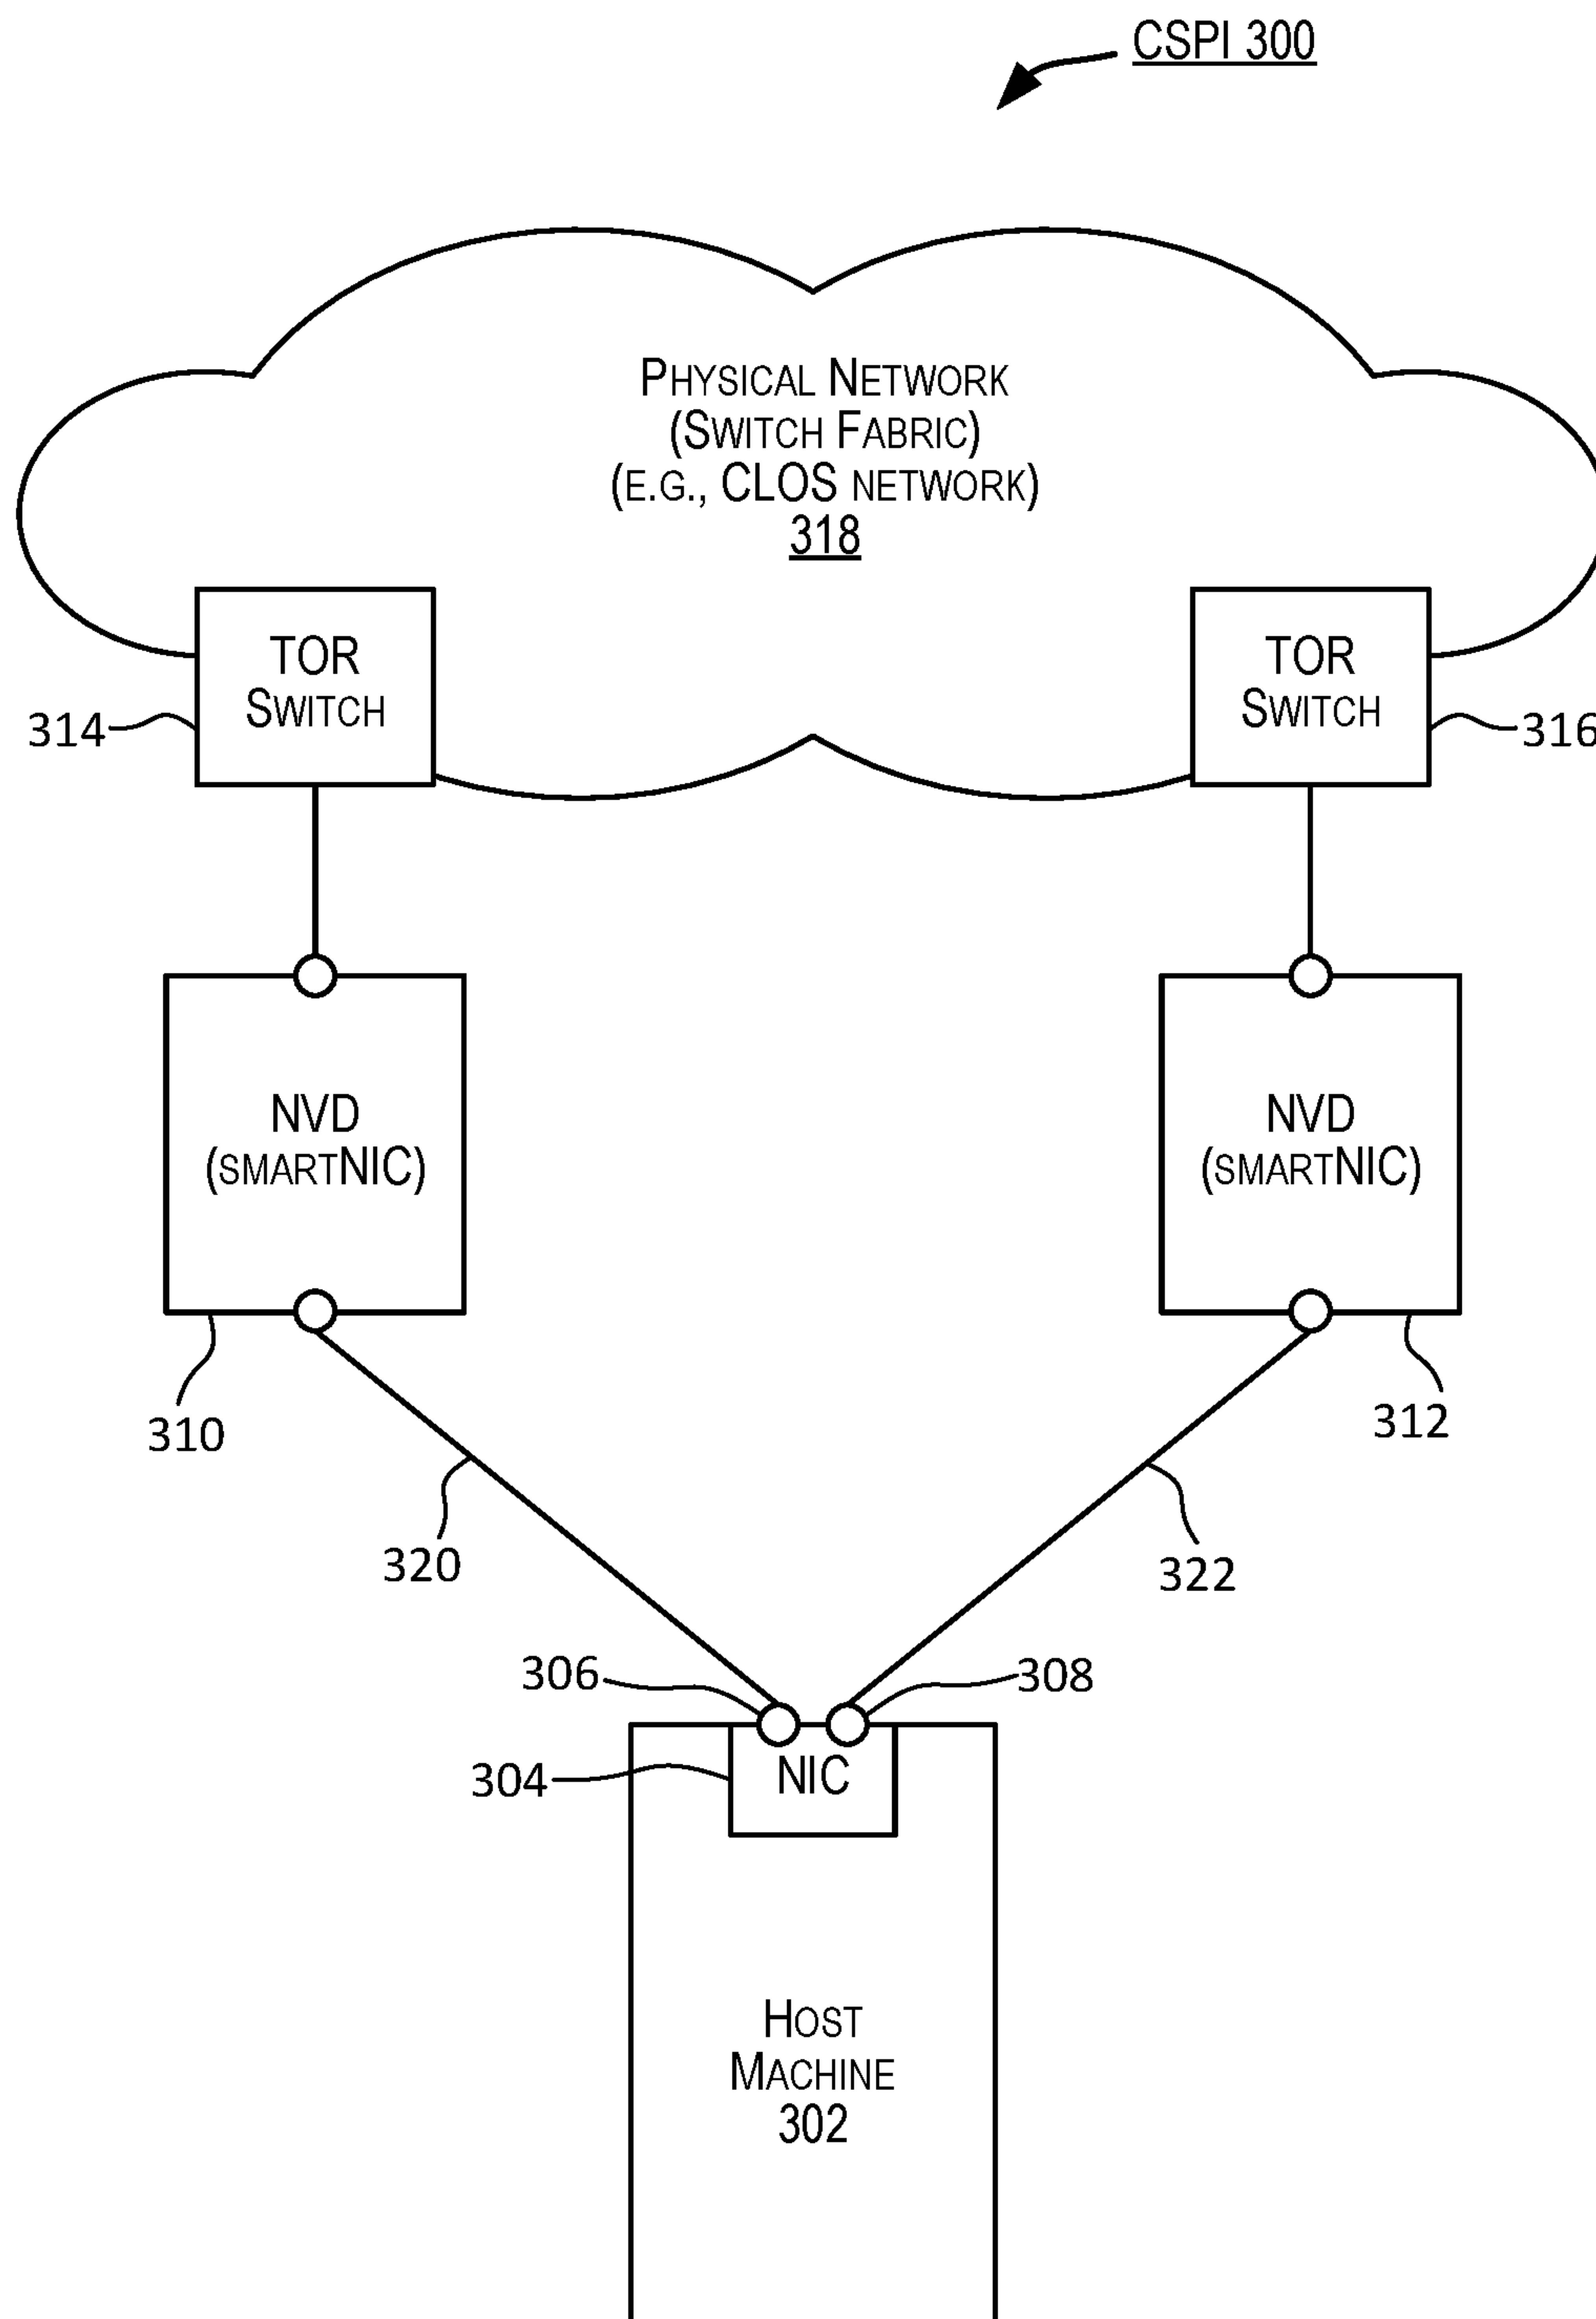 CSPI 300
PHYSICAL NETWORK
(SWITCH FABRIC)
(E.G., CLOS NETWORK)
318
TOR
SWITCH
TOR
SWITCH
314
316
NVD
(SMARTNIC)
NVD
(SMARTNIC)
310
312
320
322
306
308
304
NIC
HOST
MACHINE
302